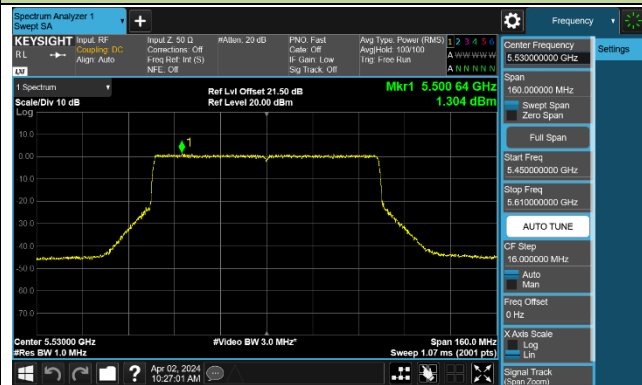 Spectrum Analyzer 1
Swept SA
+
Frequency
KEYSIGHT
RL
Input: RF
Coupling: DC
Align: Auto
Input Z: 50 Ω
Corrections: Off
Freq Ref: Int (S)
NFE: Off
#Atten: 20 dB
PNO: Fast
Gate: Off
IF Gain: Low
Sig Track: Off
Avg Type: Power (RMS)
Avg|Hold: 100/100
Trig: Free Run
1 2 3 4 5 6
A W W W W W
A N N N N N
1 Spectrum
Scale/Div 10 dB
Log
Ref Lvl Offset 21.50 dB
Ref Level 20.00 dBm
Mkr1 5.500 64 GHz
1.304 dBm
1
10.0
0.00
-10.0
-20.0
-30.0
-40.0
-50.0
-60.0
-70.0
Center 5.53000 GHz
#Res BW 1.0 MHz
#Video BW 3.0 MHz*
Span 160.0 MHz
Sweep 1.07 ms (2001 pts)
Center Frequency
5.530000000 GHz
Settings
Span
160.000000 MHz
Swept Span
Zero Span
Full Span
Start Freq
5.450000000 GHz
Stop Freq
5.610000000 GHz
AUTO TUNE
CF Step
16.000000 MHz
Auto
Man
Freq Offset
0 Hz
X Axis Scale
Log
Lin
Signal Track
(Span Zoom)
?
Apr 02, 2024
10:27:01 AM